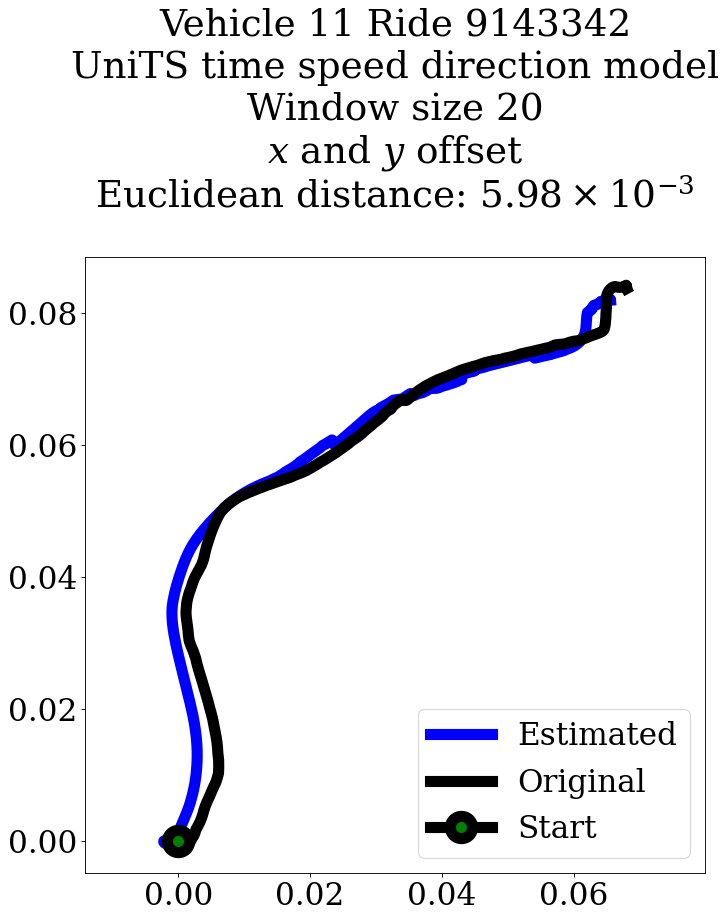 Vehicle 11 Ride 9143342
UniTS time speed direction model
Window size 20
x and y offset
Euclidean distance: 5.98 × 10⁻³
0.08
0.06
0.04
0.02
0.00
Estimated
Original
Start
0.00 0.02 0.04 0.06